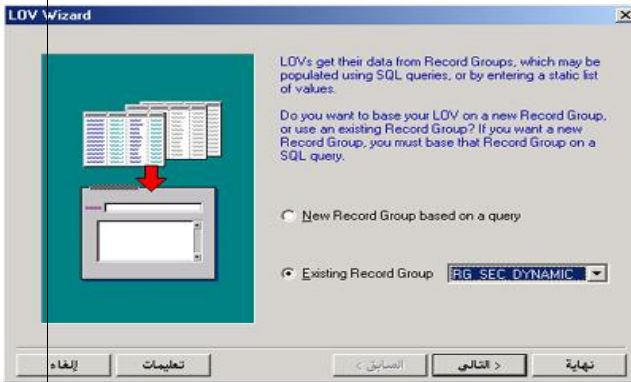 LOV Wizard
LOVs get their data from Record Groups, which may be
populated using SQL queries, or by entering a static list
of values.
Do you want to base your LOV on a new Record Group,
or use an existing Record Group? If you want a new
Record Group, you must base that Record Group on a
SQL query.
New Record Group based on a query
Existing Record Group RG_SEC_DYNAMIC
إلغاء تعليمات السابق > < التالى نهاية